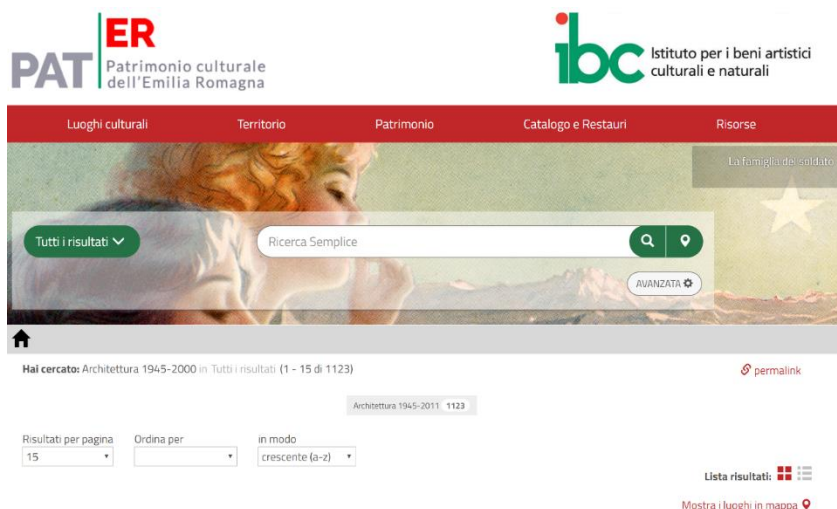 PAT ER
Patrimonio culturale
dell'Emilia Romagna
ibc Istituto per i beni artistici
culturali e naturali
Luoghi culturali Territorio Patrimonio Catalogo e Restauri Risorse
La famiglia del soldato
Tutti i risultati Ricerca Semplice
AVANZATA
Hai cercato: Architettura 1945-2000 in Tutti i risultati (1 - 15 di 1123) permalink
Architettura 1945-2011 1123
Risultati per pagina Ordina per in modo
15 crescente (a-z)
Lista risultati:
Mostra i luoghi in mappa